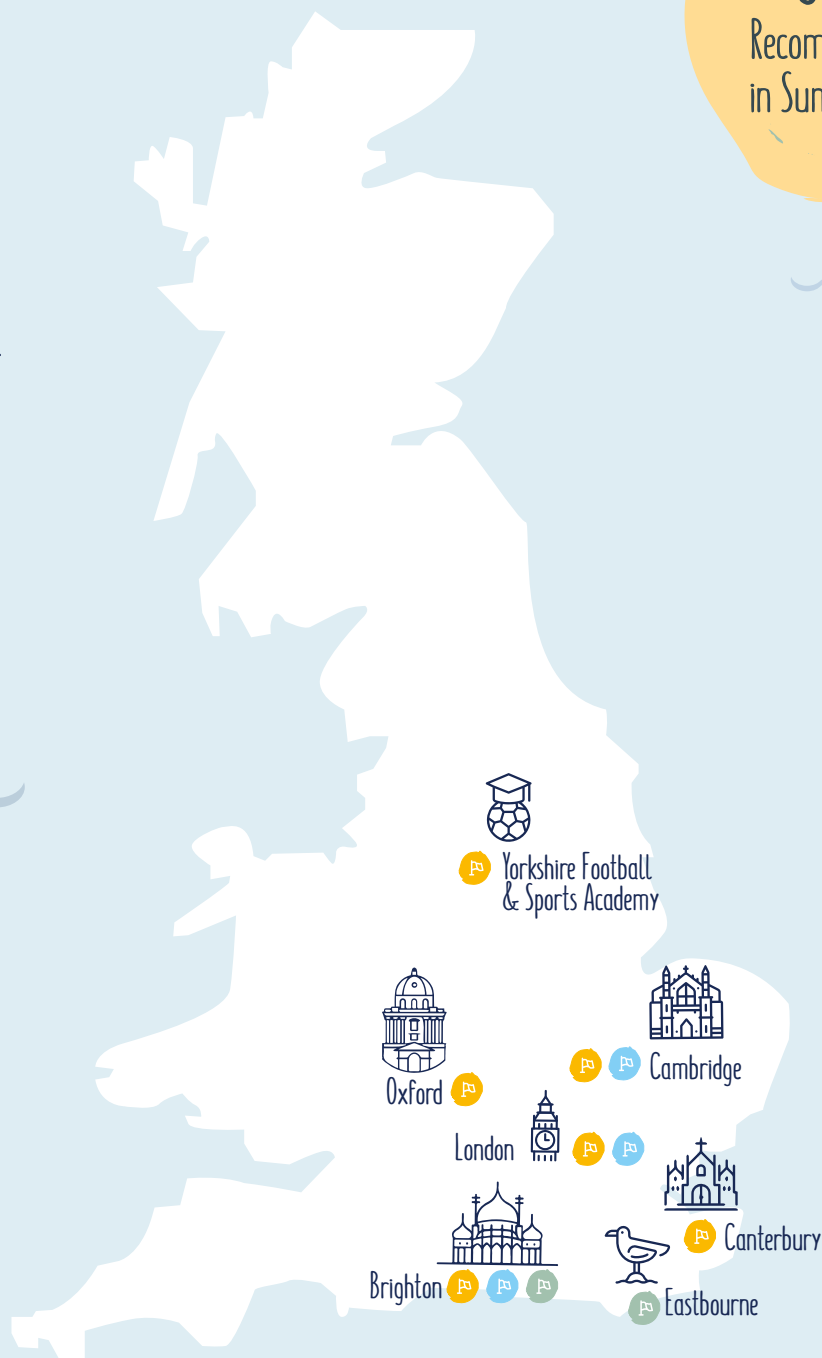 Recom
in Sun
Yorkshire Football
& Sports Academy
Cambridge
Oxford
London
Canterbury
Brighton
Eastbourne